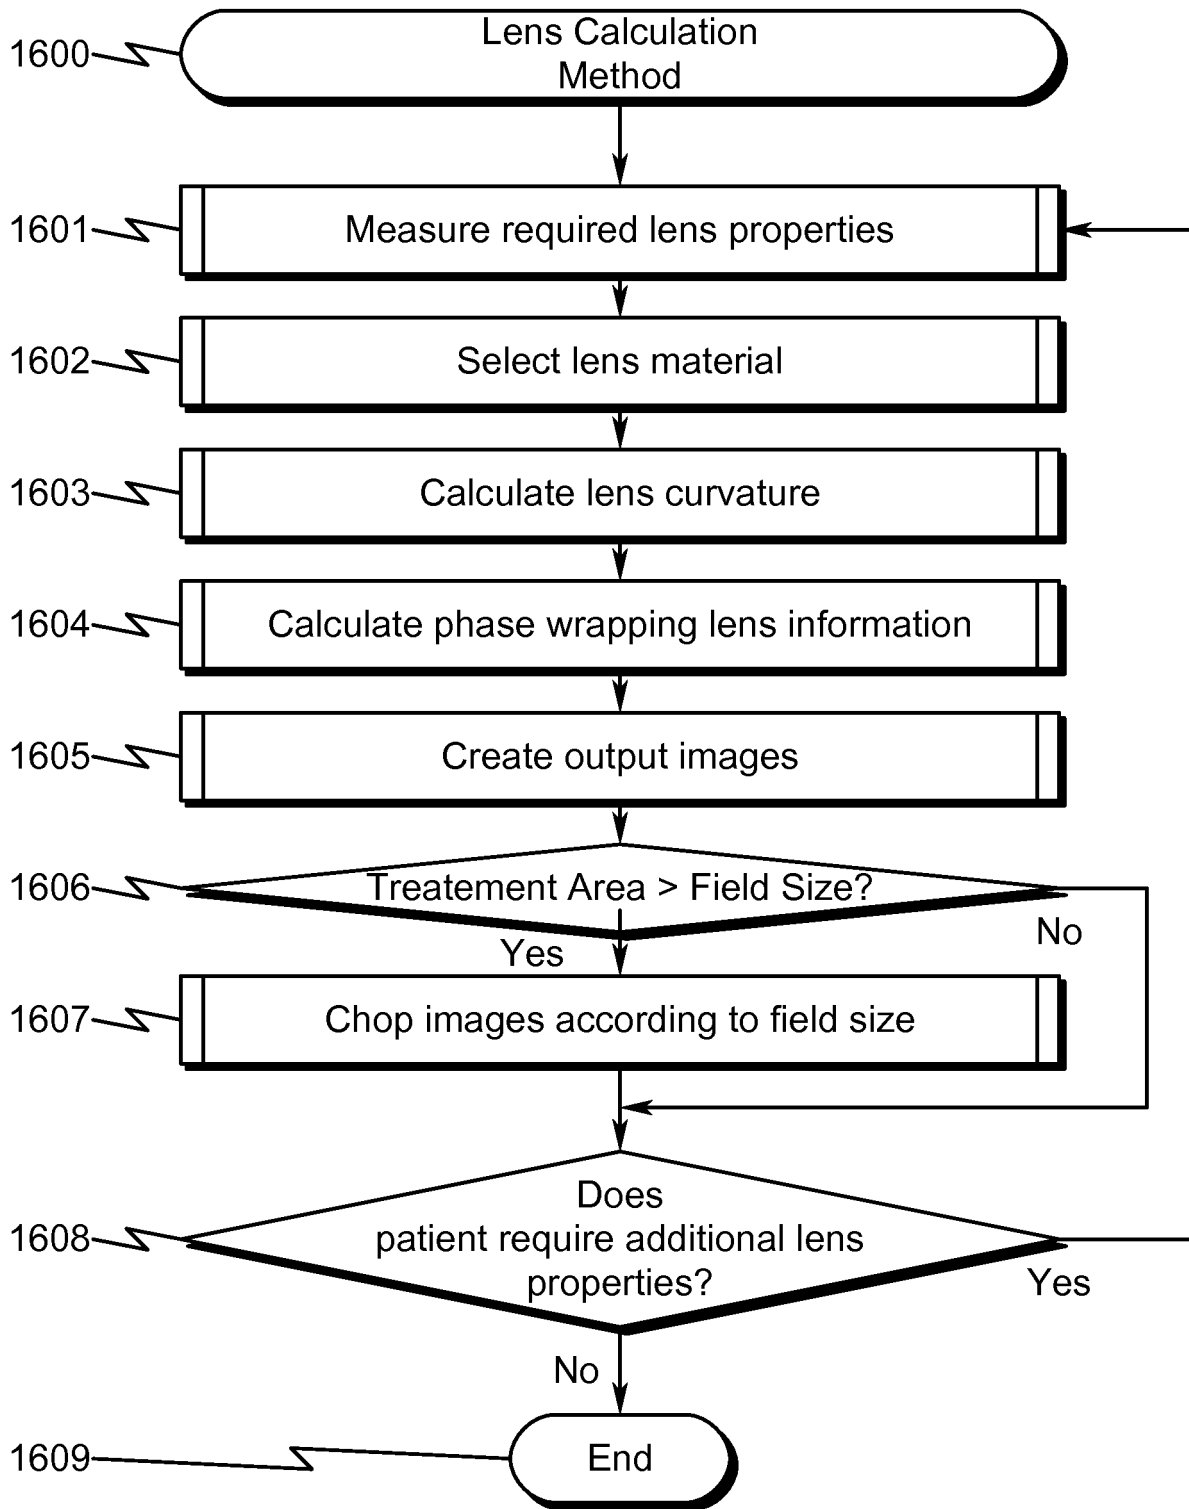 1600
Lens Calculation
Method
1601
Measure required lens properties
1602
Select lens material
1603
Calculate lens curvature
1604
Calculate phase wrapping lens information
1605
Create output images
1606
Treatement Area > Field Size?
No
Yes
1607
Chop images according to field size
1608
Does
patient require additional lens
properties?
Yes
No
1609
End